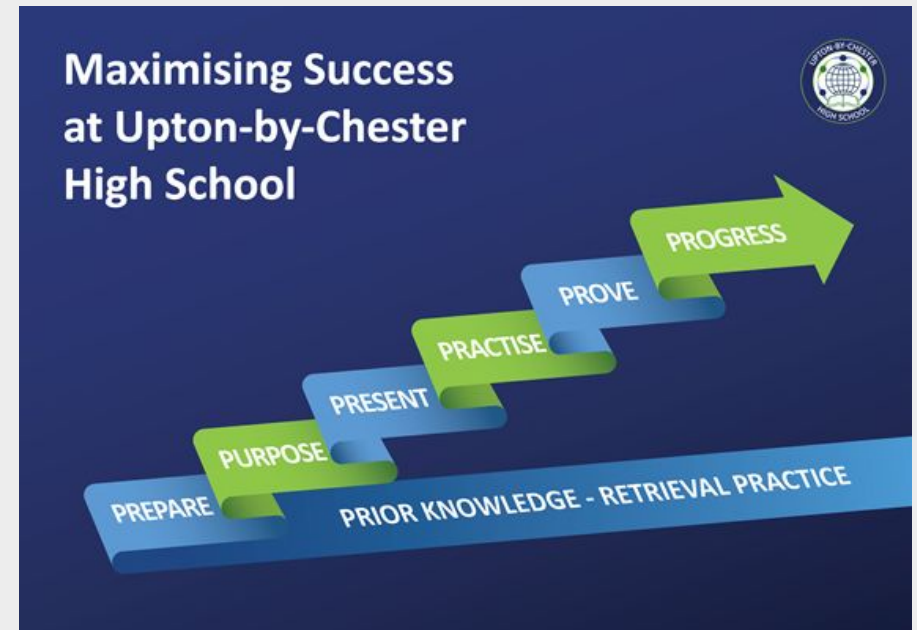 Maximising Success
at Upton-by-Chester
High School
UPTON-BY-CHESTER
HIGH SCHOOL
PROGRESS
PROVE
PRACTISE
PRESENT
PURPOSE
PREPARE
PRIOR KNOWLEDGE - RETRIEVAL PRACTICE